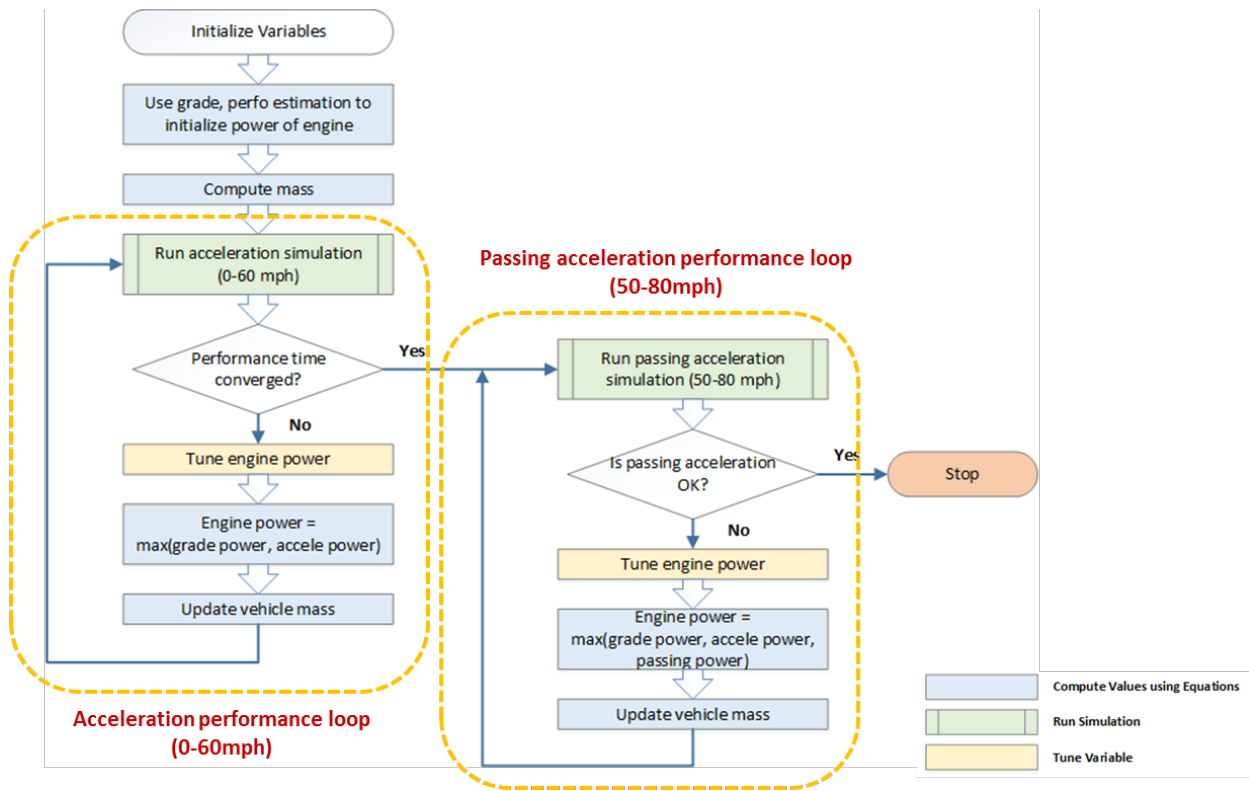 Initialize Variables
Use grade, perfo estimation to
initialize power of engine
Compute mass
Run acceleration simulation
(0-60 mph)
Performance time
converged?
Yes
No
Tune engine power
Engine power =
max(grade power, accele power)
Update vehicle mass
Acceleration performance loop
(0-60mph)
Passing acceleration performance loop
(50-80mph)
Run passing acceleration
simulation (50-80 mph)
Is passing acceleration
OK?
Yes
Stop
No
Tune engine power
Engine power =
max(grade power, accele power,
passing power)
Update vehicle mass
Compute Values using Equations
Run Simulation
Tune Variable